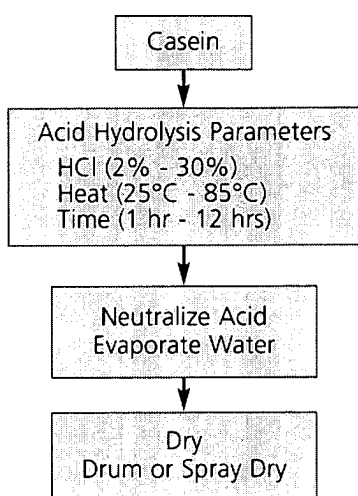 Casein
Acid Hydrolysis Parameters
HCl (2% - 30%)
Heat (25°C - 85°C)
Time (1 hr - 12 hrs)
Neutralize Acid
Evaporate Water
Dry
Drum or Spray Dry